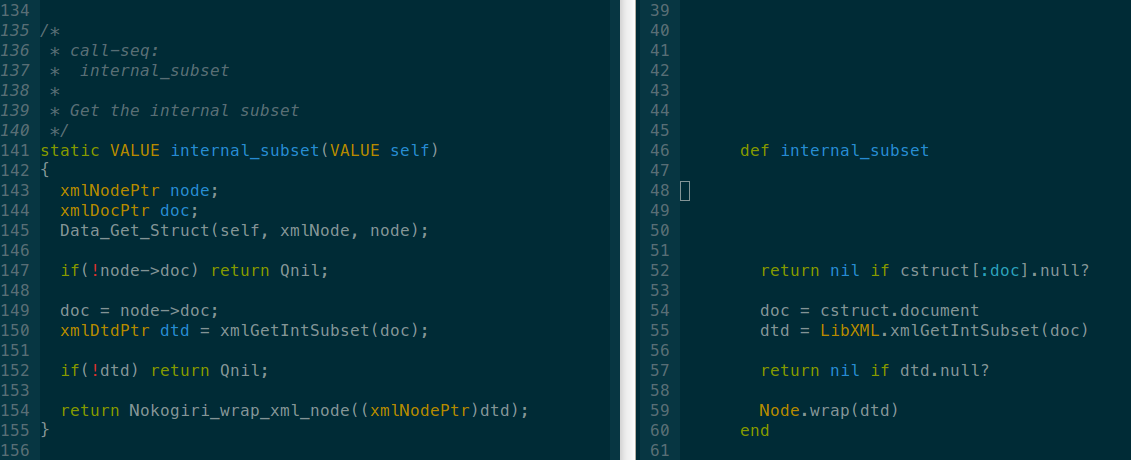 134
135 /*
136  * call-seq:
137  *  internal_subset
138  *
139  * Get the internal subset
140  */
141 static VALUE internal_subset(VALUE self)
142 {
143   xmlNodePtr node;
144   xmlDocPtr doc;
145   Data_Get_Struct(self, xmlNode, node);
146
147   if(!node->doc) return Qnil;
148
149   doc = node->doc;
150   xmlDtdPtr dtd = xmlGetIntSubset(doc);
151
152   if(!dtd) return Qnil;
153
154   return Nokogiri_wrap_xml_node((xmlNodePtr)dtd);
155 }
156
39
40
41
42
43
44
45
46       def internal_subset
47
48
49
50
51
52         return nil if cstruct[:doc].null?
53
54         doc = cstruct.document
55         dtd = LibXML.xmlGetIntSubset(doc)
56
57         return nil if dtd.null?
58
59         Node.wrap(dtd)
60       end
61